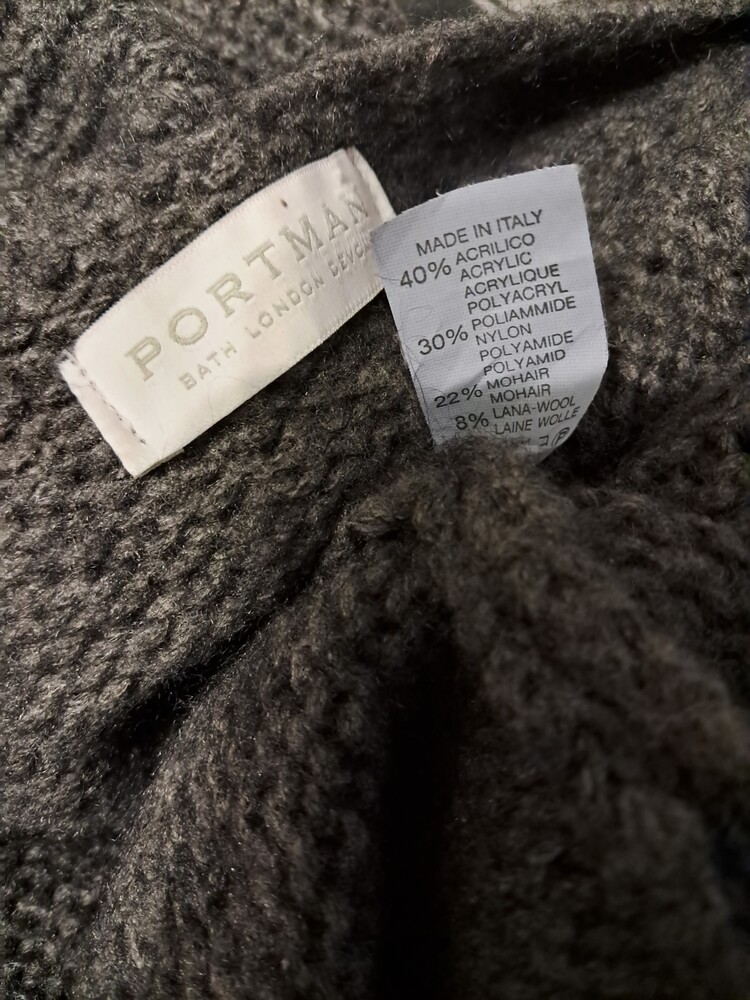 PORTMAN
BATH LONDON DEVON
MADE IN ITALY
40% ACRILICO
ACRYLIC
ACRYLIQUE
POLYACRYL
30% POLIAMMIDE
NYLON
POLYAMIDE
POLYAMID
22% MOHAIR
MOHAIR
8% LANA-WOOL
LAINE WOLLE